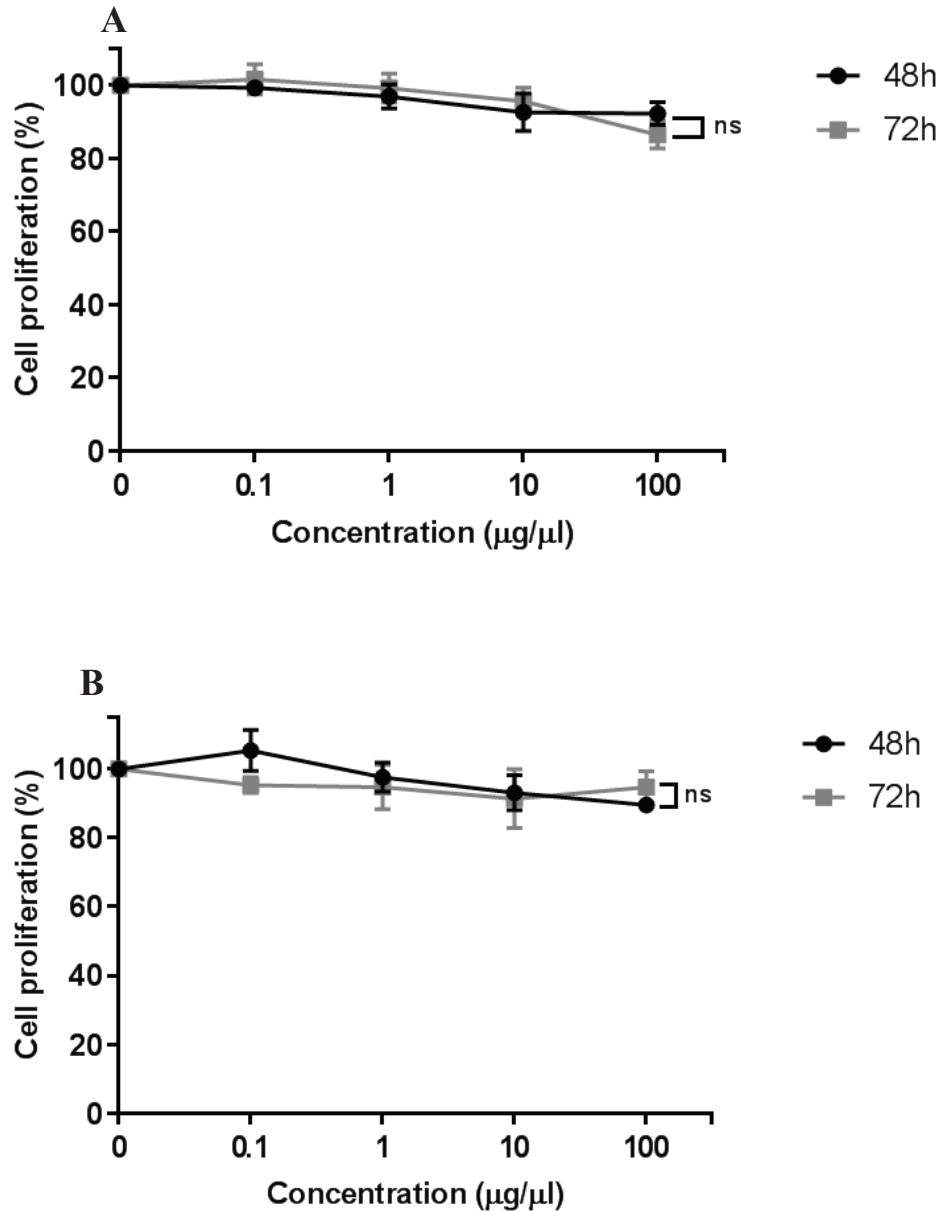 A
Cell proliferation (%)
100
80
60
40
20
0
0 0.1 1 10 100
Concentration (µg/µl)
48h
72h
ns
B
Cell proliferation (%)
100
80
60
40
20
0
0 0.1 1 10 100
Concentration (µg/µl)
48h
72h
ns